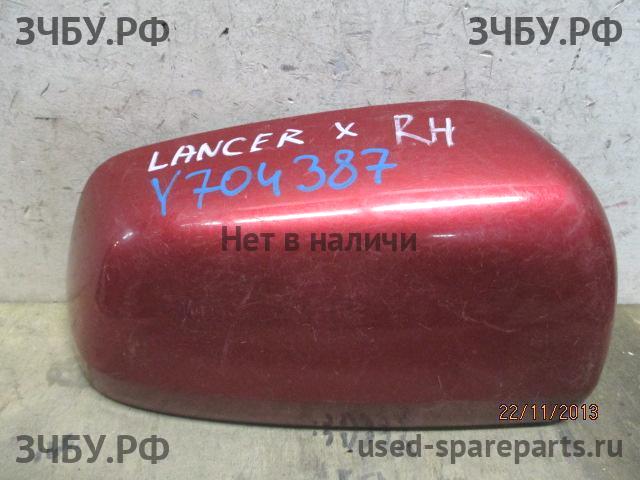 ЗЧБУ.РФ ЗЧБУ.РФ
LANCER X RH
Y704387
Нет в наличи
22/11/2013
ЗЧБУ.РФ used-spareparts.ru